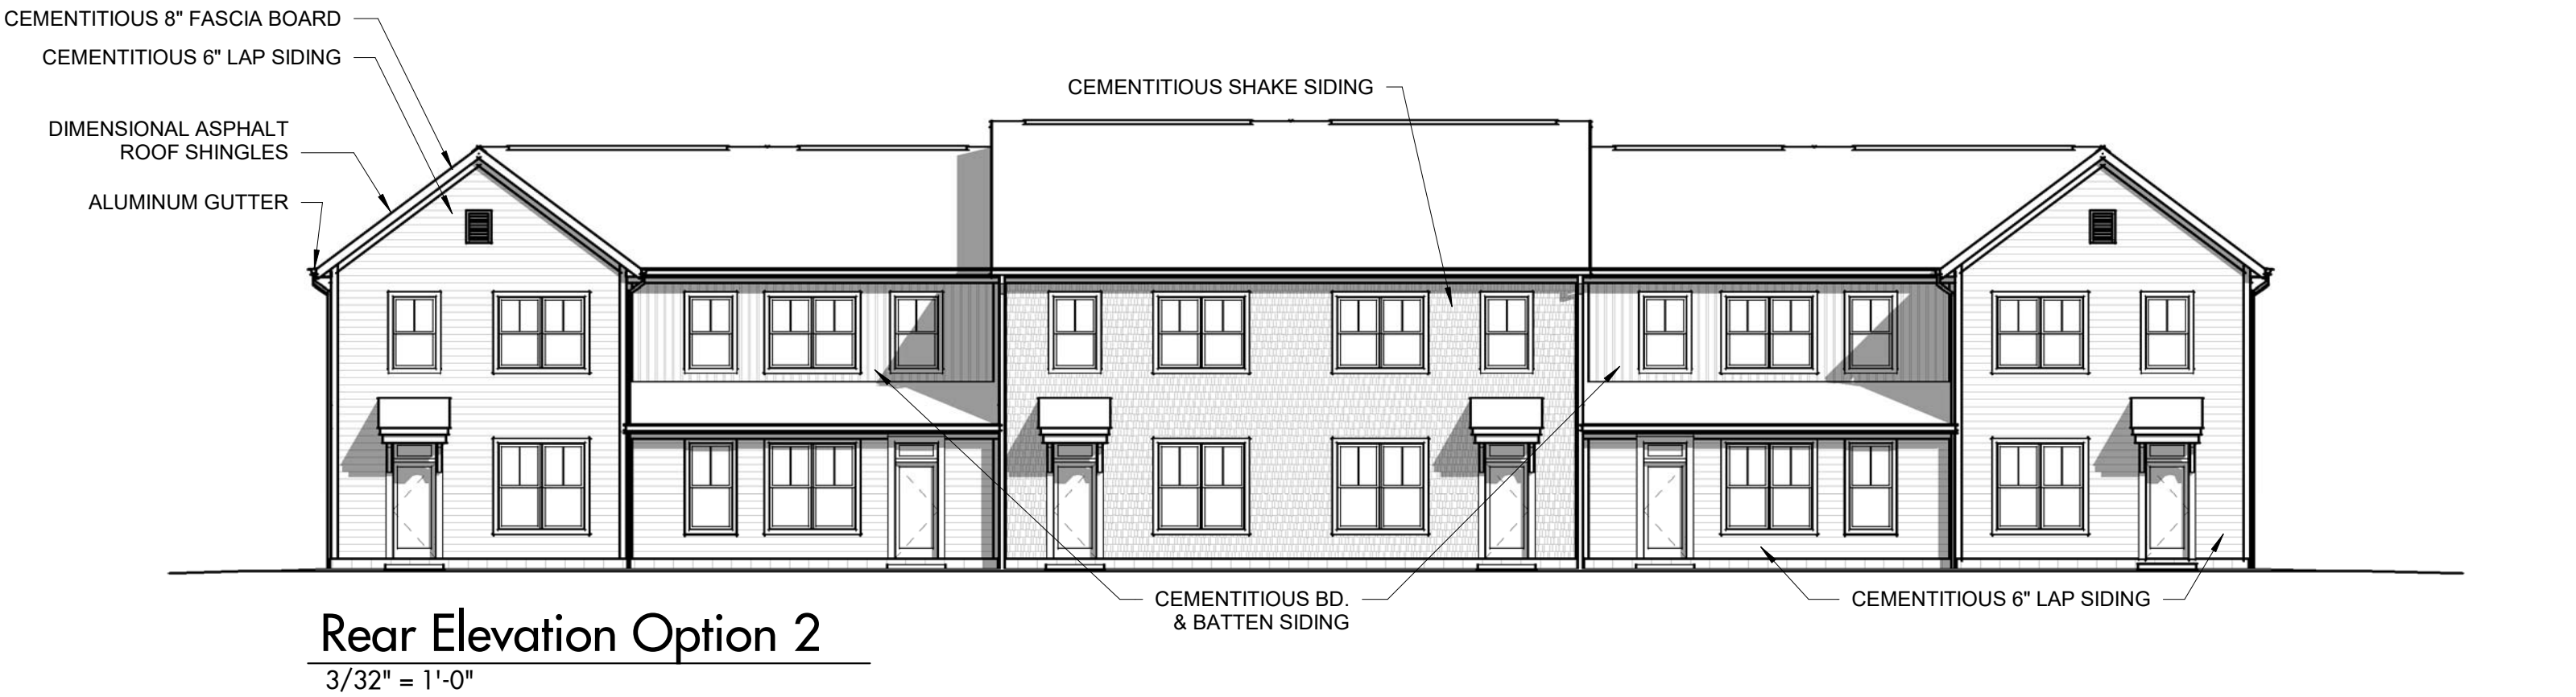 CEMENTITIOUS 8" FASCIA BOARD
CEMENTITIOUS 6" LAP SIDING
CEMENTITIOUS SHAKE SIDING
DIMENSIONAL ASPHALT
ROOF SHINGLES
ALUMINUM GUTTER
CEMENTITIOUS BD.
& BATTEN SIDING
CEMENTITIOUS 6" LAP SIDING
Rear Elevation Option 2
3/32" = 1'-0"